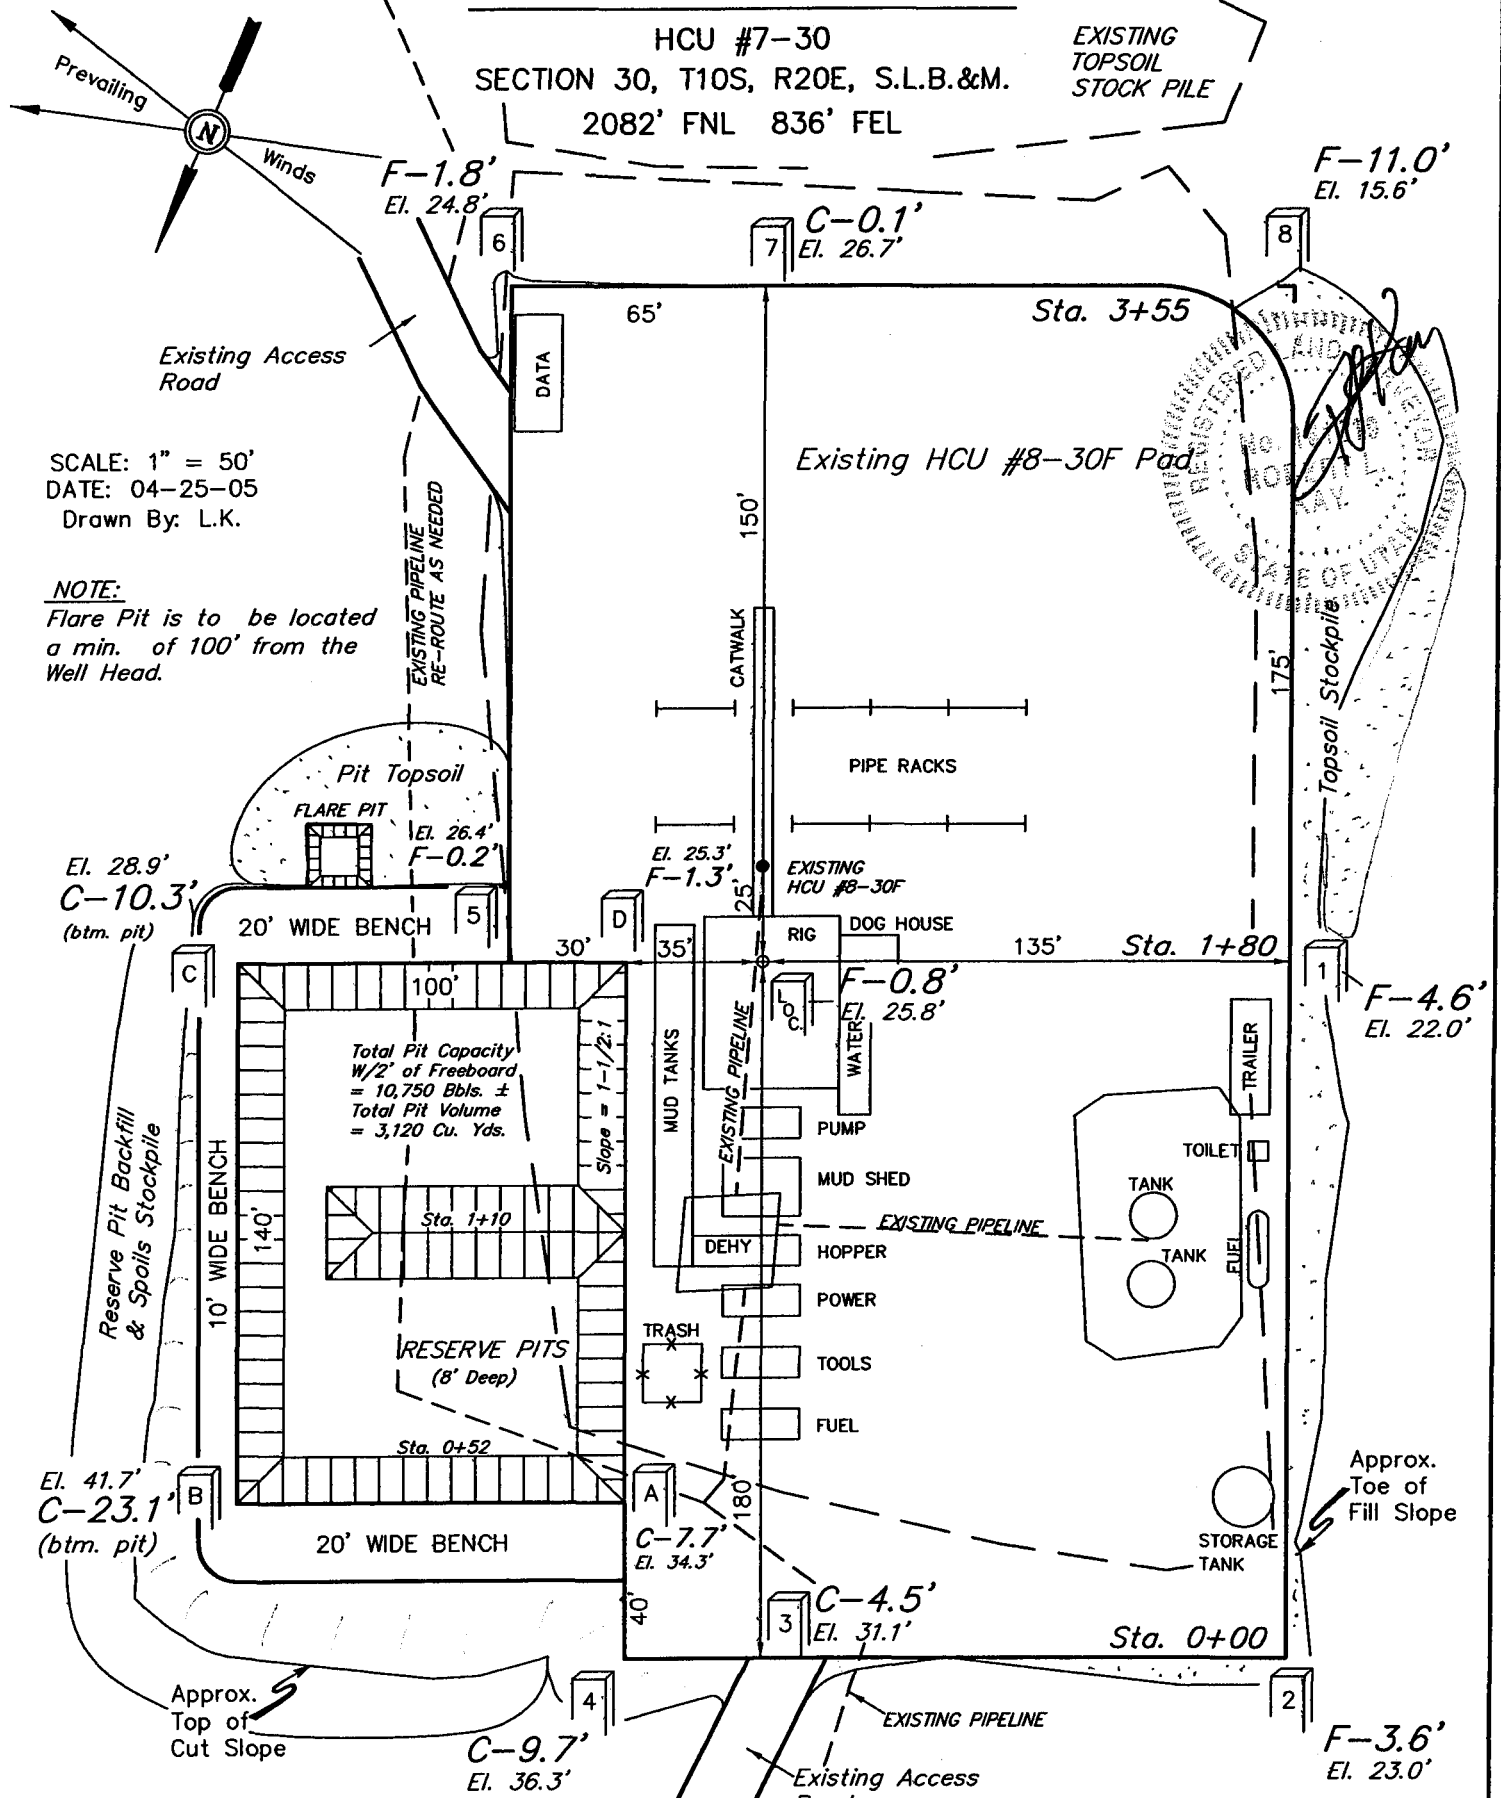 HCU #7-30
SECTION 30, T10S, R20E, S.L.B.&M.
2082' FNL 836' FEL
EXISTING
TOPSOIL
STOCK PILE
Prevailing
N
Winds
F-1.8'
El. 24.8'
6
C-0.1'
El. 26.7'
7
F-11.0'
El. 15.6'
8
65'
Sta. 3+55
Existing Access
Road
DATA
REGISTERED LAND
STATE OF UTAH
Existing HCU #8-30F Pad
SCALE: 1" = 50'
DATE: 04-25-05
Drawn By: L.K.
150'
EXISTING PIPELINE
RE-ROUTE AS NEEDED
NOTE:
Flare Pit is to be located
a min. of 100' from the
Well Head.
CATWALK
175'
Topsoil Stockpile
PIPE RACKS
Pit Topsoil
FLARE PIT
El. 26.4'
F-0.2'
El. 25.3'
F-1.3'
EXISTING
HCU #8-30F
25'
El. 28.9'
C-10.3'
(btm. pit)
C
20' WIDE BENCH
5
D
RIG
DOG HOUSE
30'
35'
135'
Sta. 1+80
1
100'
LOC.
F-0.8'
El. 25.8'
F-4.6'
El. 22.0'
Total Pit Capacity
W/2' of Freeboard
= 10,750 Bbls. ±
Total Pit Volume
= 3,120 Cu. Yds.
Slope = 1-1/2:1
MUD TANKS
EXISTING PIPELINE
WATER
TRAILER
PUMP
TOILET
MUD SHED
TANK
Reserve Pit Backfill
& Spoils Stockpile
10' WIDE BENCH
140'
Sta. 1+10
EXISTING PIPELINE
DEHY
HOPPER
TANK
FUEL
POWER
TRASH
RESERVE PITS
(8' Deep)
TOOLS
FUEL
Sta. 0+52
El. 41.7'
C-23.1'
(btm. pit)
B
A
180'
Approx.
Toe of
Fill Slope
20' WIDE BENCH
C-7.7'
El. 34.3'
STORAGE
TANK
40'
3
C-4.5'
El. 31.1'
Sta. 0+00
Approx.
Top of
Cut Slope
4
2
EXISTING PIPELINE
C-9.7'
El. 36.3'
F-3.6'
El. 23.0'
Existing Access